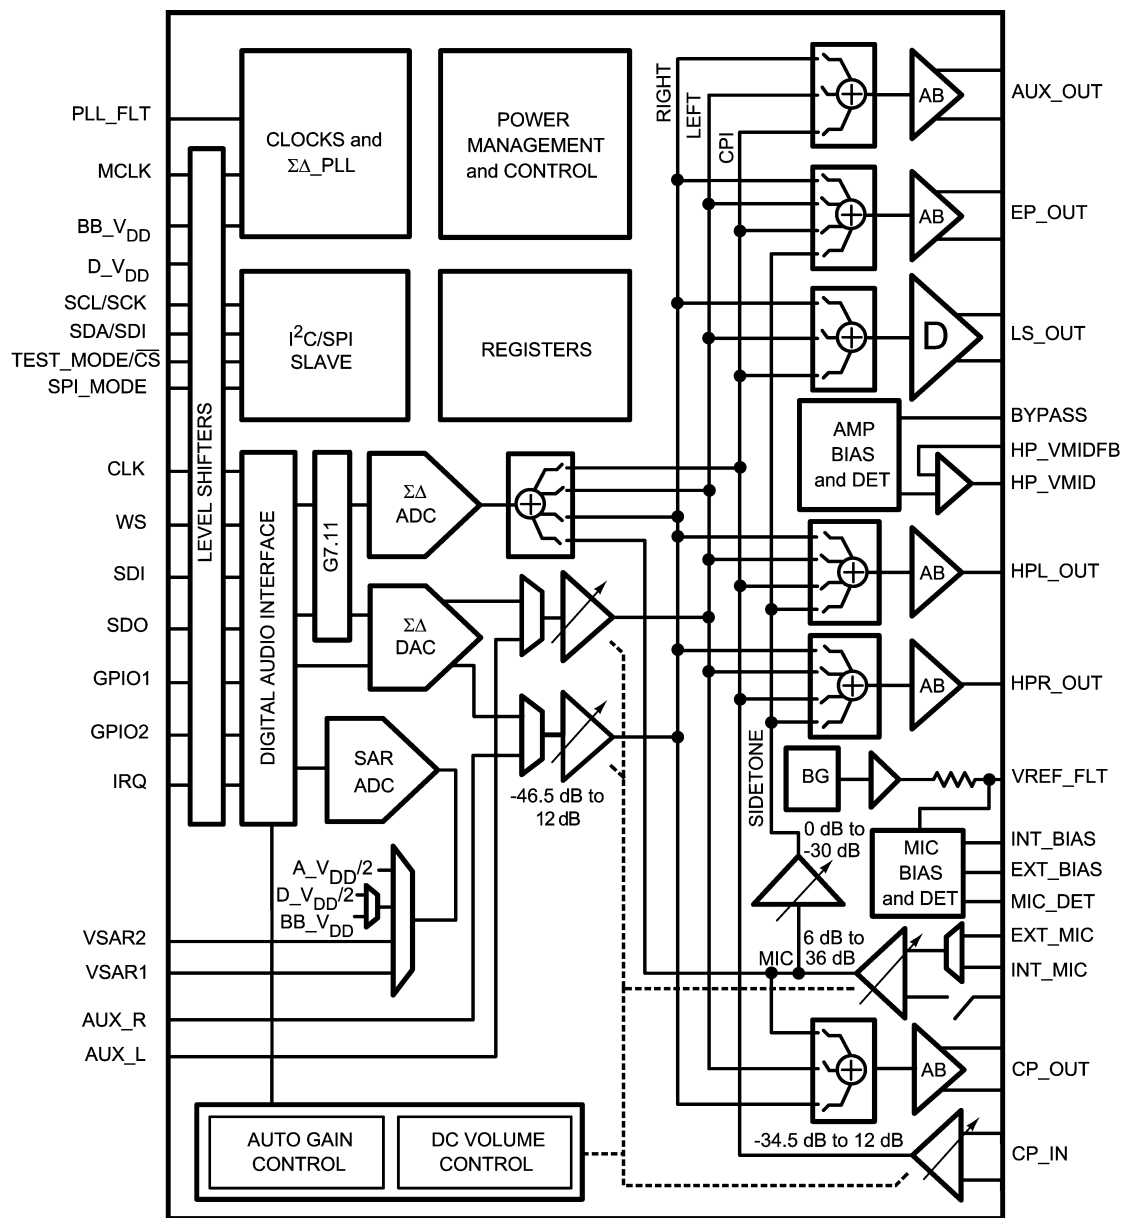 PLL_FLT
MCLK
BB_VDD
D_VDD
SCL/SCK
SDA/SDI
TEST_MODE/C̅S̅
SPI_MODE
CLK
WS
SDI
SDO
GPIO1
GPIO2
IRQ
VSAR2
VSAR1
AUX_R
AUX_L
LEVEL SHIFTERS
CLOCKS and
ΣΔ_PLL
POWER
MANAGEMENT
and CONTROL
I2C/SPI
SLAVE
REGISTERS
DIGITAL AUDIO INTERFACE
G7.11
ΣΔ
ADC
ΣΔ
DAC
SAR
ADC
A_VDD/2
D_VDD/2
BB_VDD
-46.5 dB to
12 dB
AUTO GAIN
CONTROL
DC VOLUME
CONTROL
RIGHT
LEFT
CPI
SIDETONE
AB
AB
D
AMP
BIAS
and DET
AB
AB
BG
0 dB to
-30 dB
MIC
BIAS
and DET
6 dB to
36 dB
MIC
AB
-34.5 dB to 12 dB
AUX_OUT
EP_OUT
LS_OUT
BYPASS
HP_VMIDFB
HP_VMID
HPL_OUT
HPR_OUT
VREF_FLT
INT_BIAS
EXT_BIAS
MIC_DET
EXT_MIC
INT_MIC
CP_OUT
CP_IN